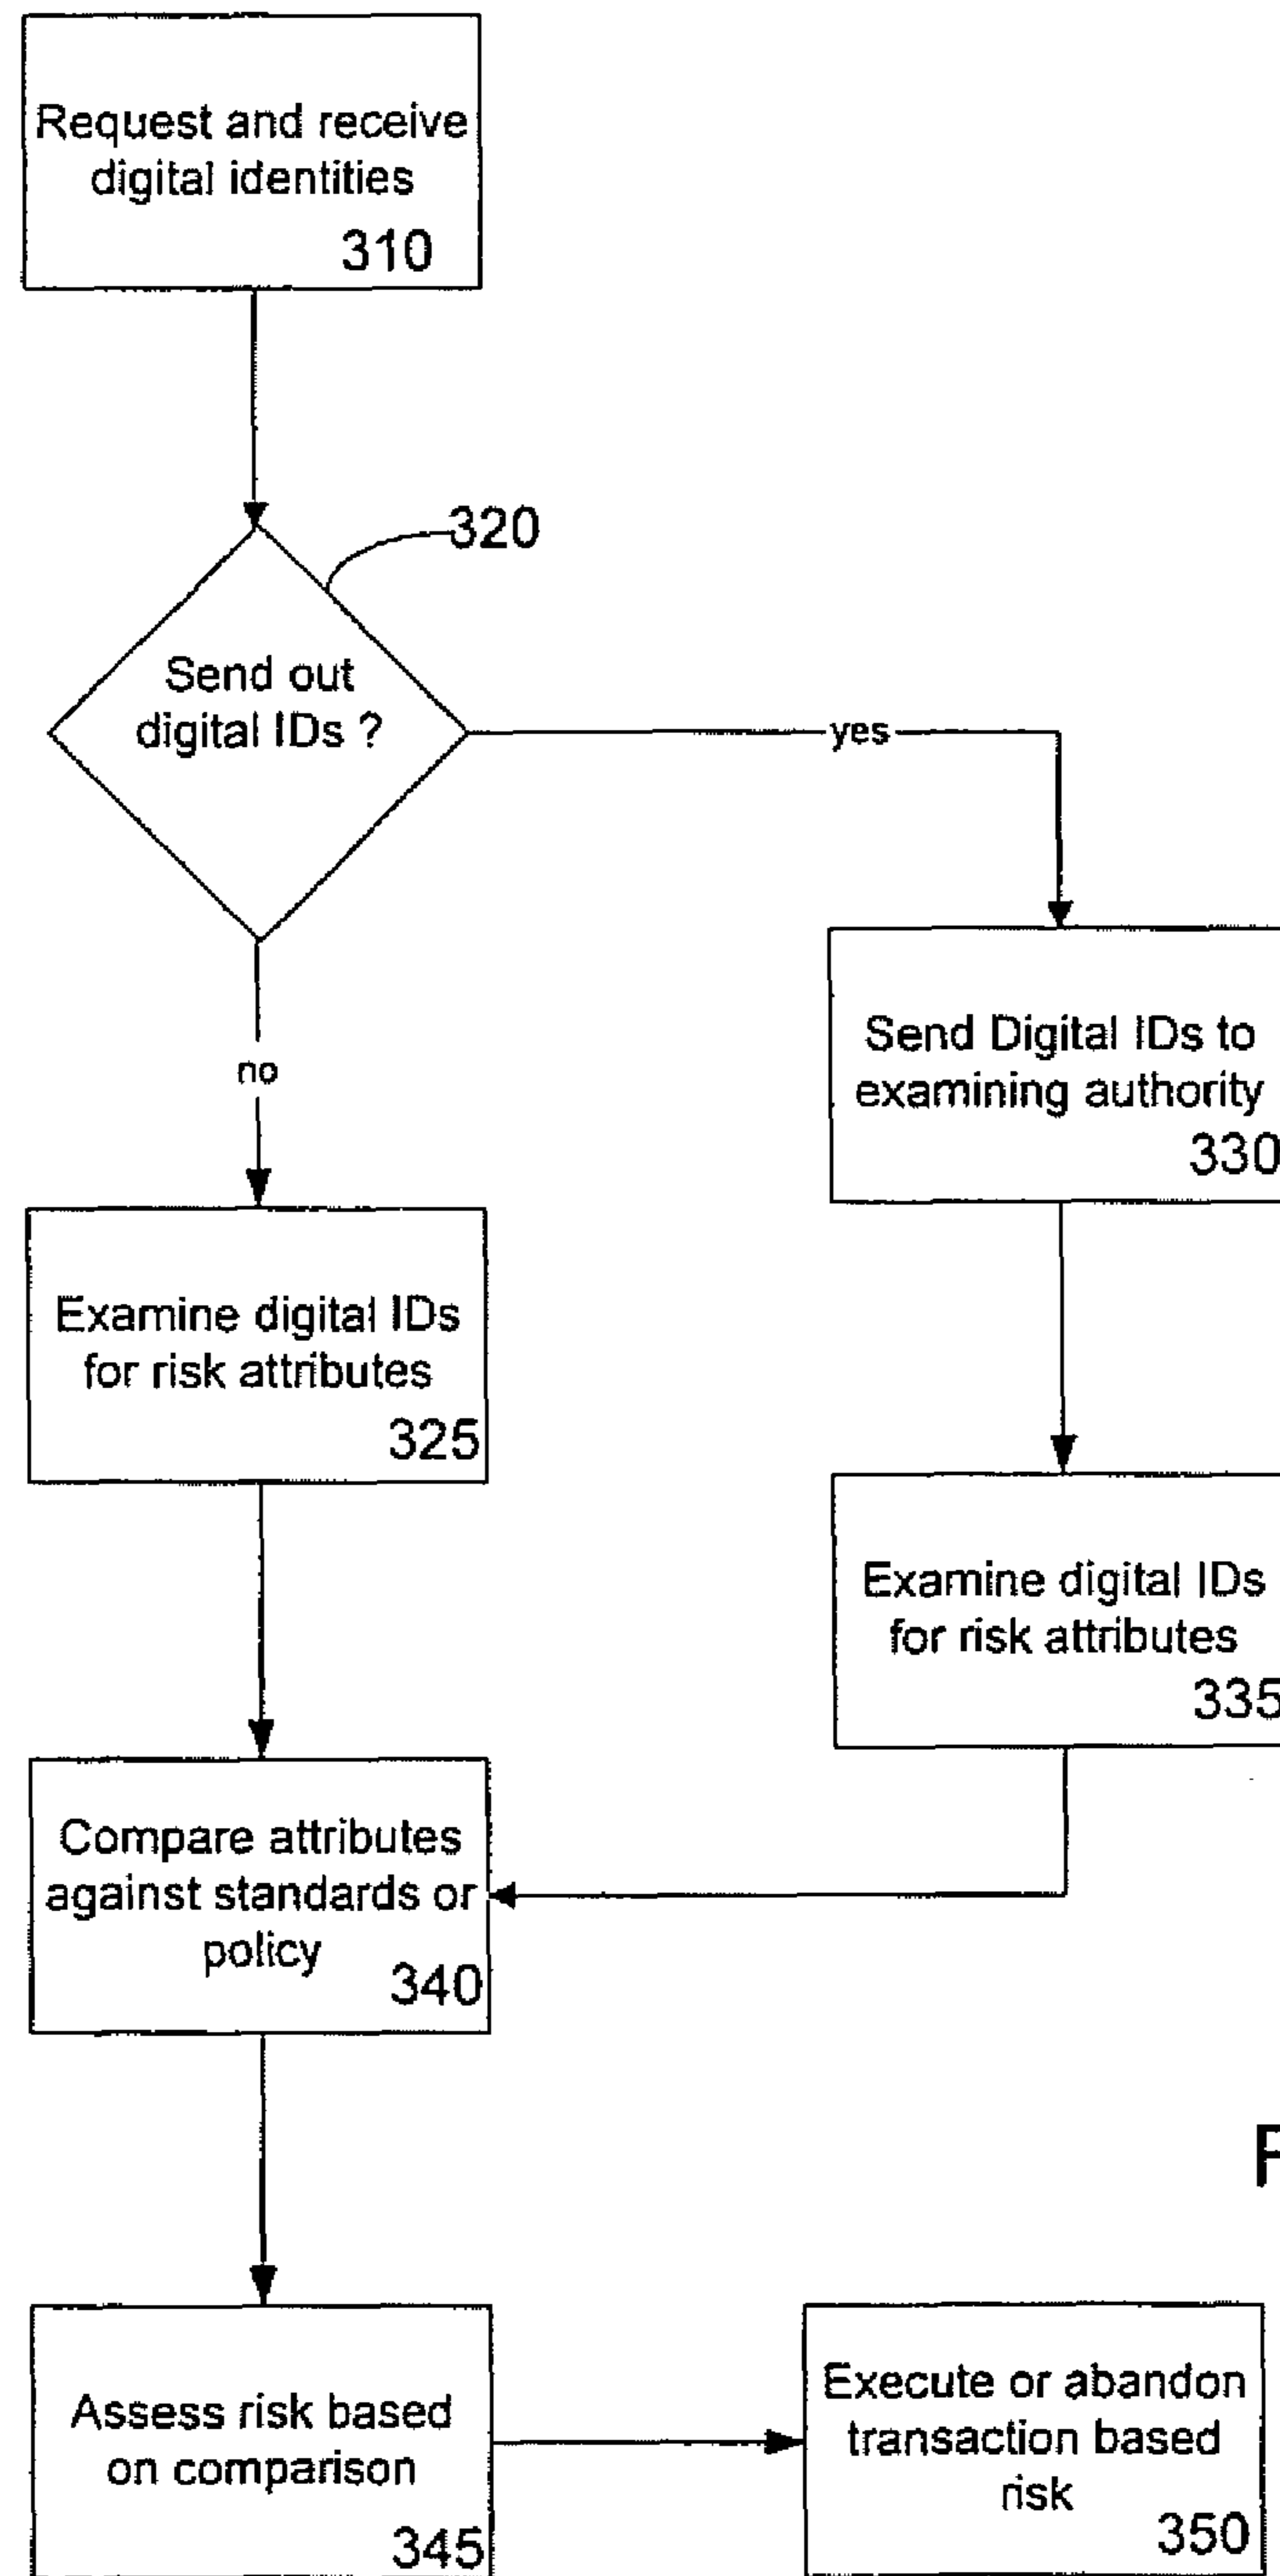 Request and receive
digital identities
310
320
Send out
digital IDs ?
yes
no
Send Digital IDs to
examining authority
330
Examine digital IDs
for risk attributes
325
Examine digital IDs
for risk attributes
335
Compare attributes
against standards or
policy
340
Assess risk based
on comparison
345
Execute or abandon
transaction based
risk
350